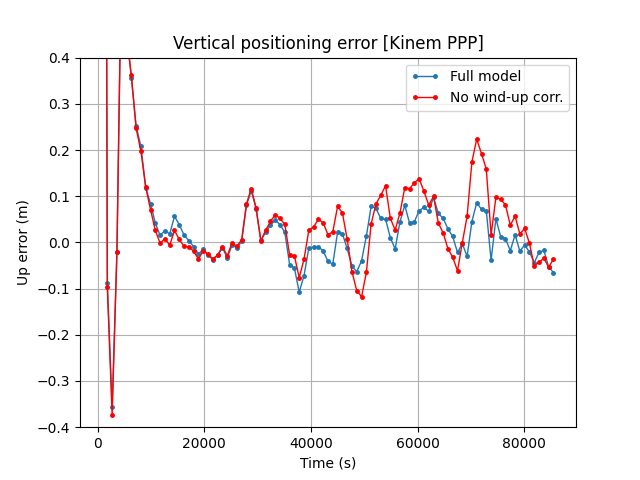 Vertical positioning error [Kinem PPP]
Full model
No wind-up corr.
0.4
0.3
0.2
0.1
0.0
−0.1
−0.2
−0.3
−0.4
Up error (m)
0
20000
40000
60000
80000
Time (s)